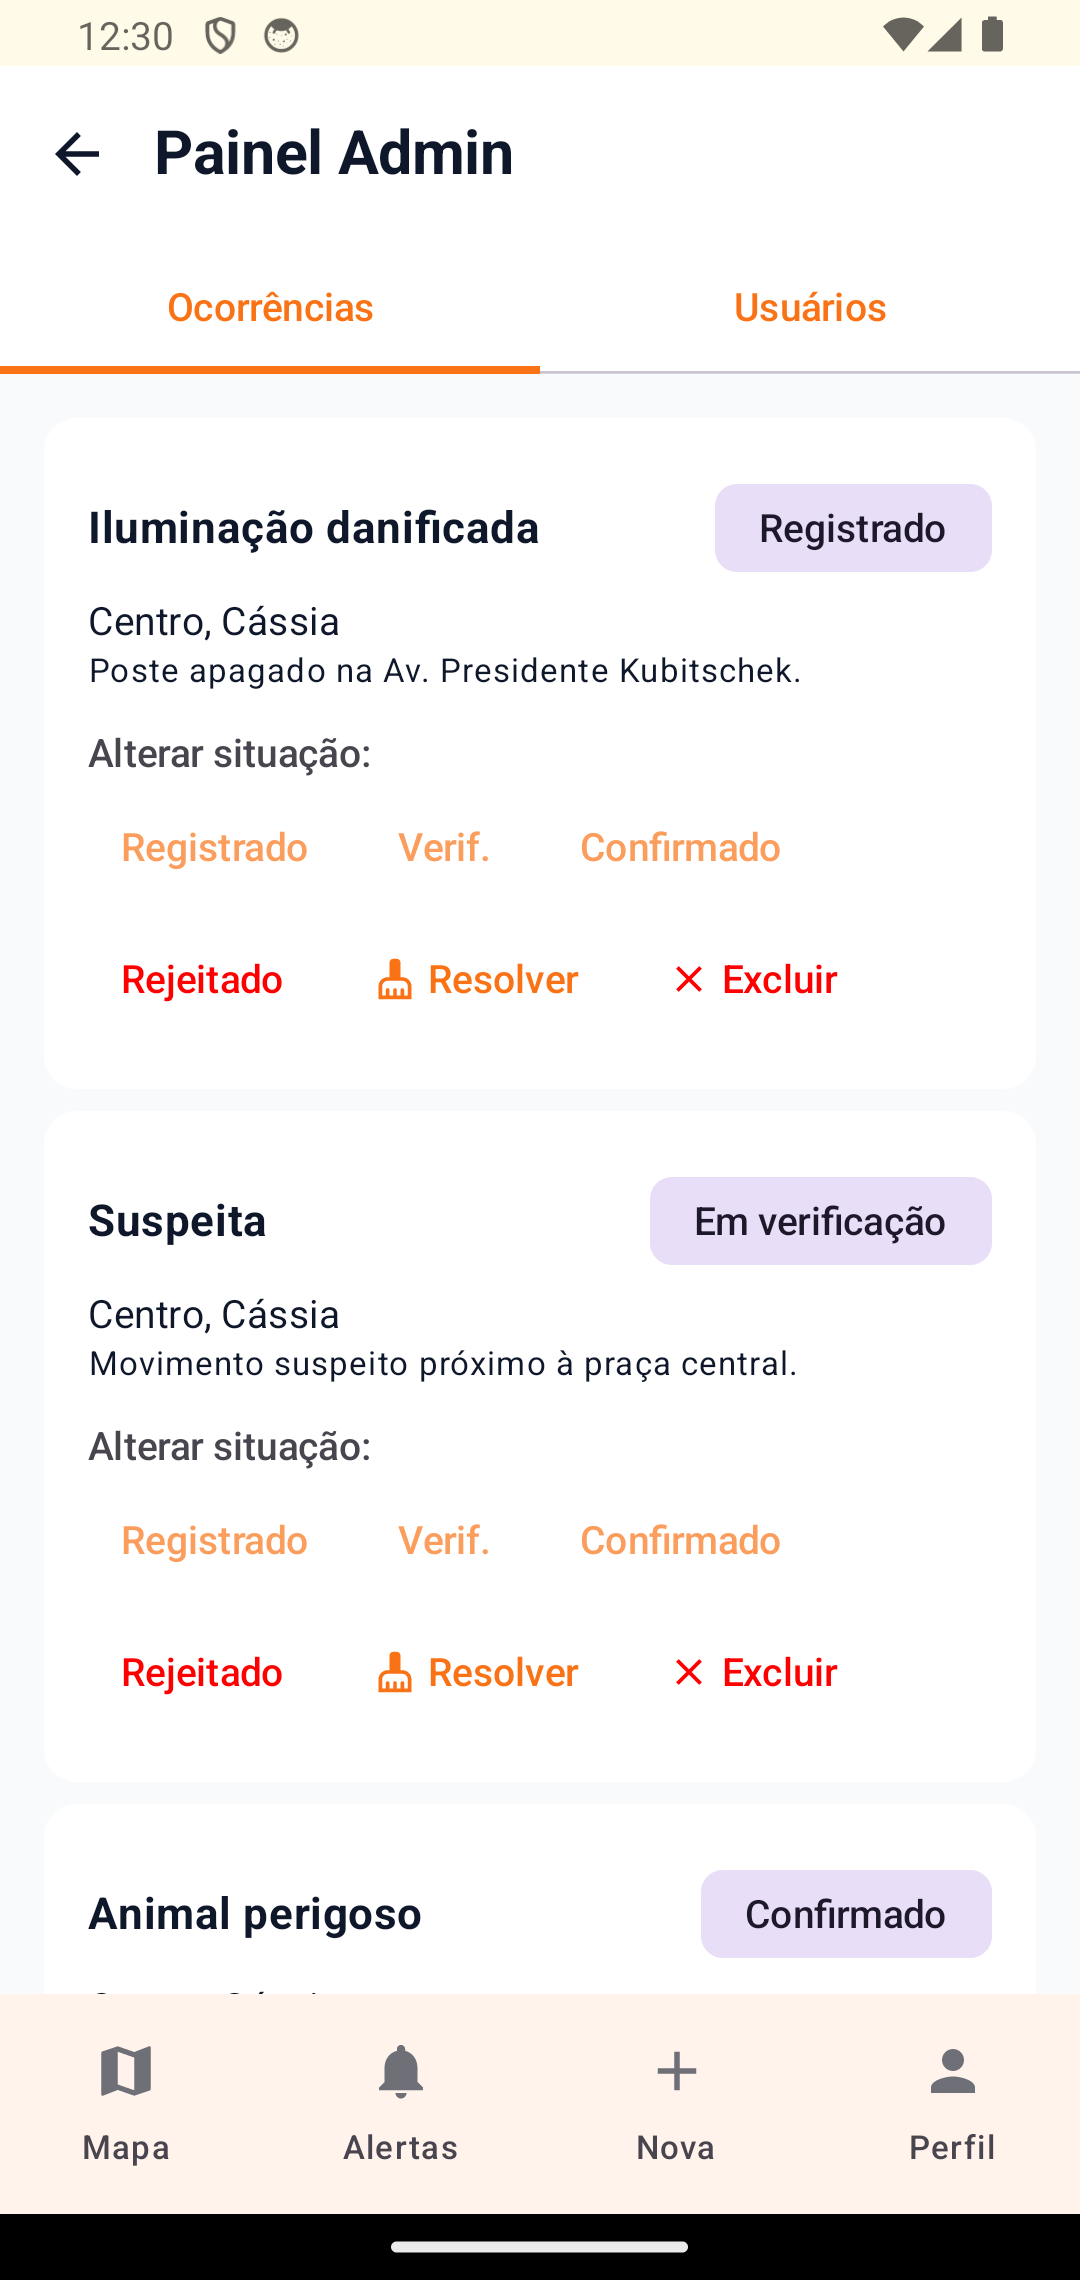 12:30
Painel Admin
Ocorrências Usuários
Iluminação danificada Registrado
Centro, Cássia
Poste apagado na Av. Presidente Kubitschek.
Alterar situação:
Registrado Verif. Confirmado
Rejeitado Resolver Excluir
Suspeita Em verificação
Centro, Cássia
Movimento suspeito próximo à praça central.
Alterar situação:
Registrado Verif. Confirmado
Rejeitado Resolver Excluir
Animal perigoso Confirmado
Mapa Alertas Nova Perfil